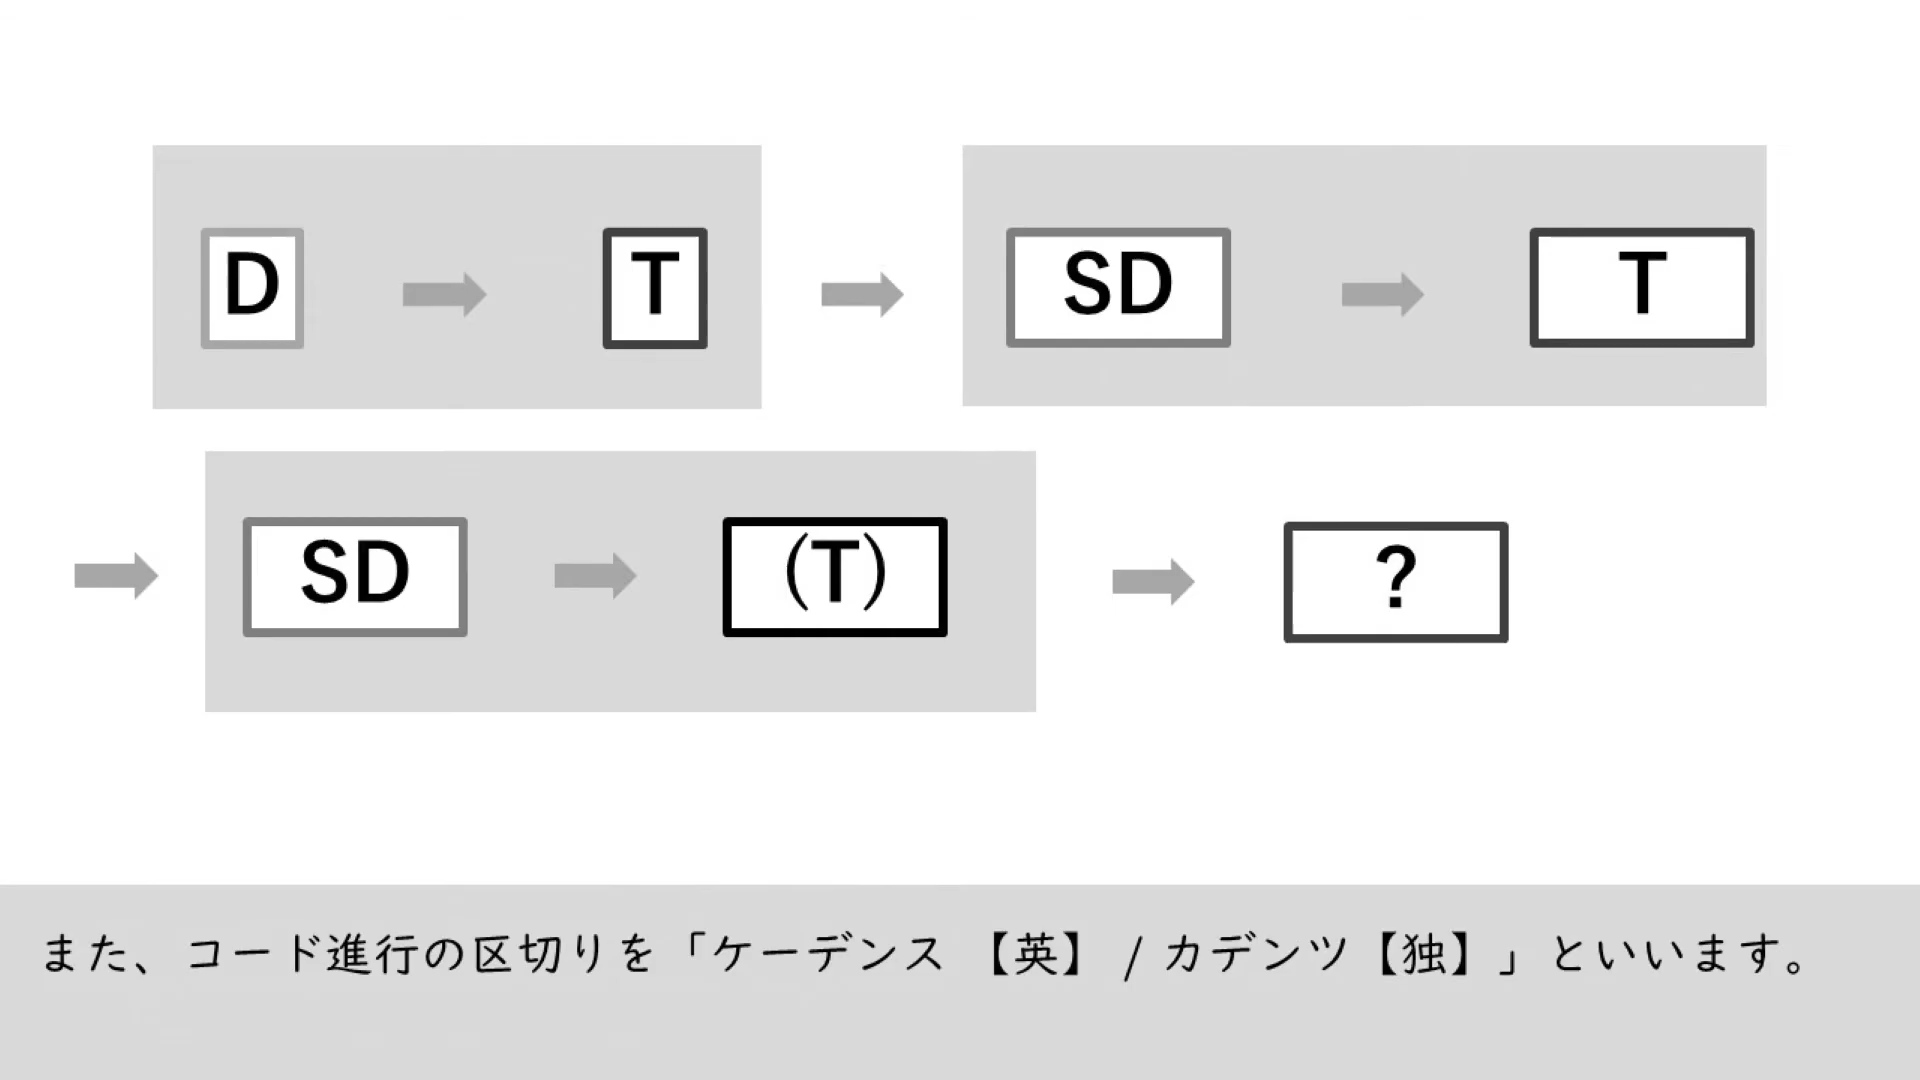 D T SD T
SD (T) ?
また、コード進行の区切りを「ケーデンス 【英】 / カデンツ【独】」といいます。